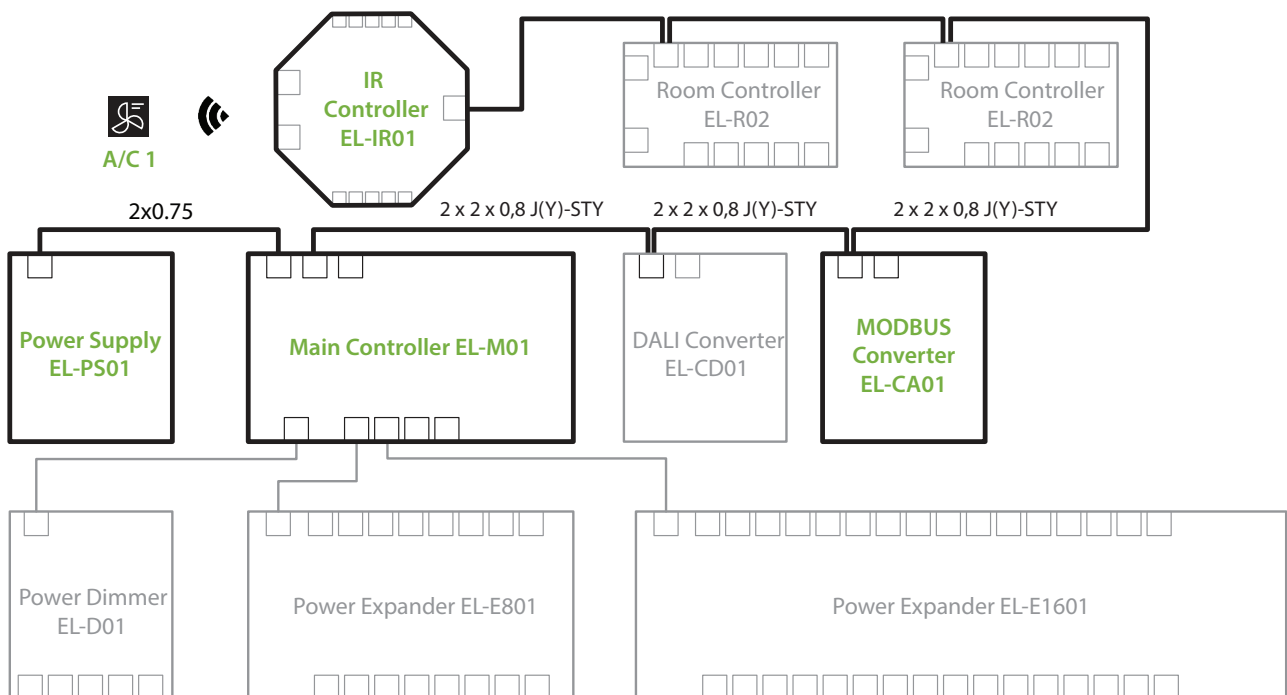 IR
Controller
EL-IR01
Room Controller
EL-R02
Room Controller
EL-R02
A/C 1
2x0.75
2 x 2 x 0,8 J(Y)-STY
2 x 2 x 0,8 J(Y)-STY
2 x 2 x 0,8 J(Y)-STY
Power Supply
EL-PS01
Main Controller EL-M01
DALI Converter
EL-CD01
MODBUS
Converter
EL-CA01
Power Dimmer
EL-D01
Power Expander EL-E801
Power Expander EL-E1601